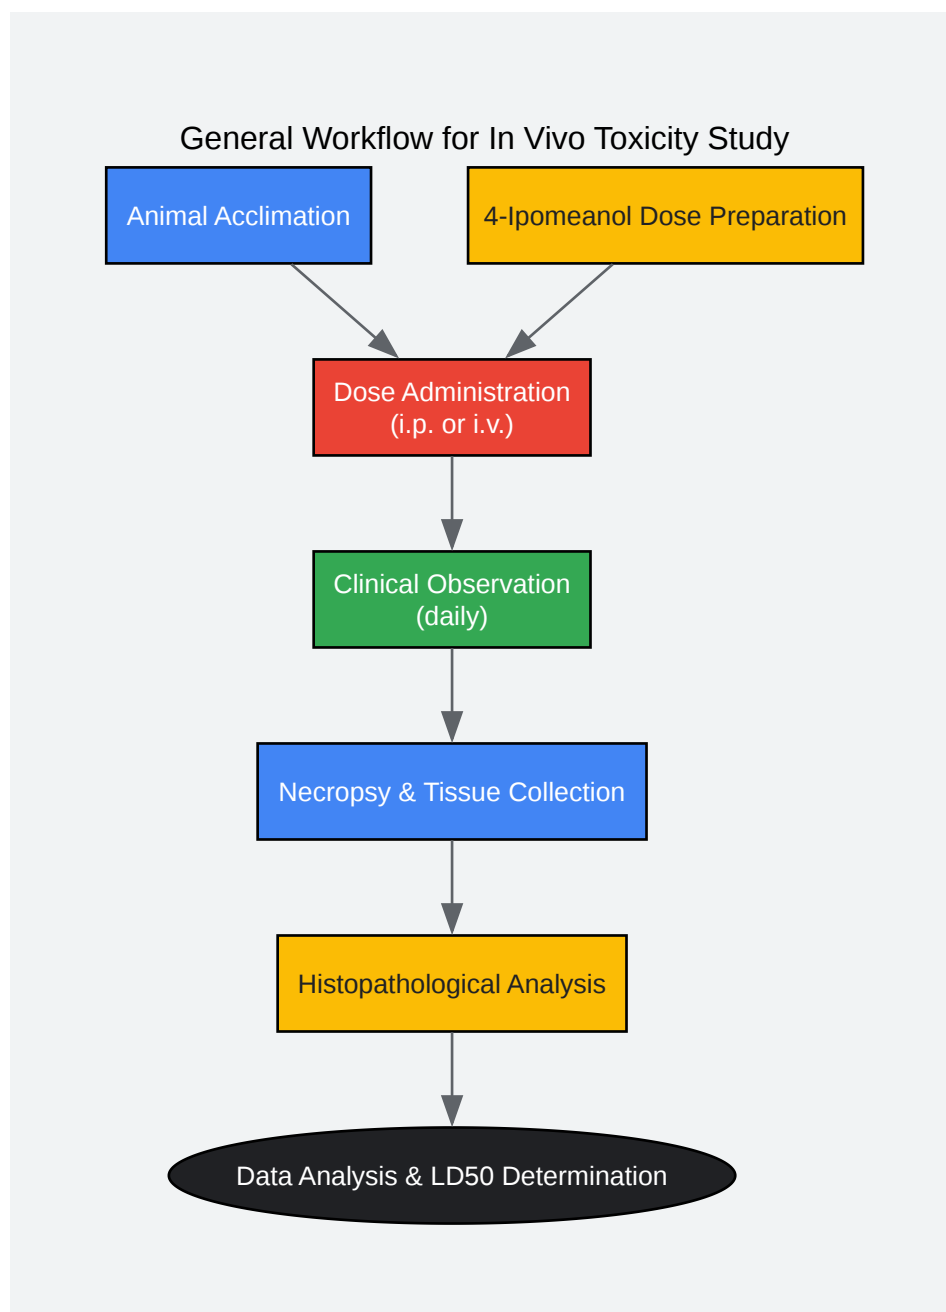 General Workflow for In Vivo Toxicity Study
Animal Acclimation
4-Ipomeanol Dose Preparation
Dose Administration
(i.p. or i.v.)
Clinical Observation
(daily)
Necropsy & Tissue Collection
Histopathological Analysis
Data Analysis & LD50 Determination